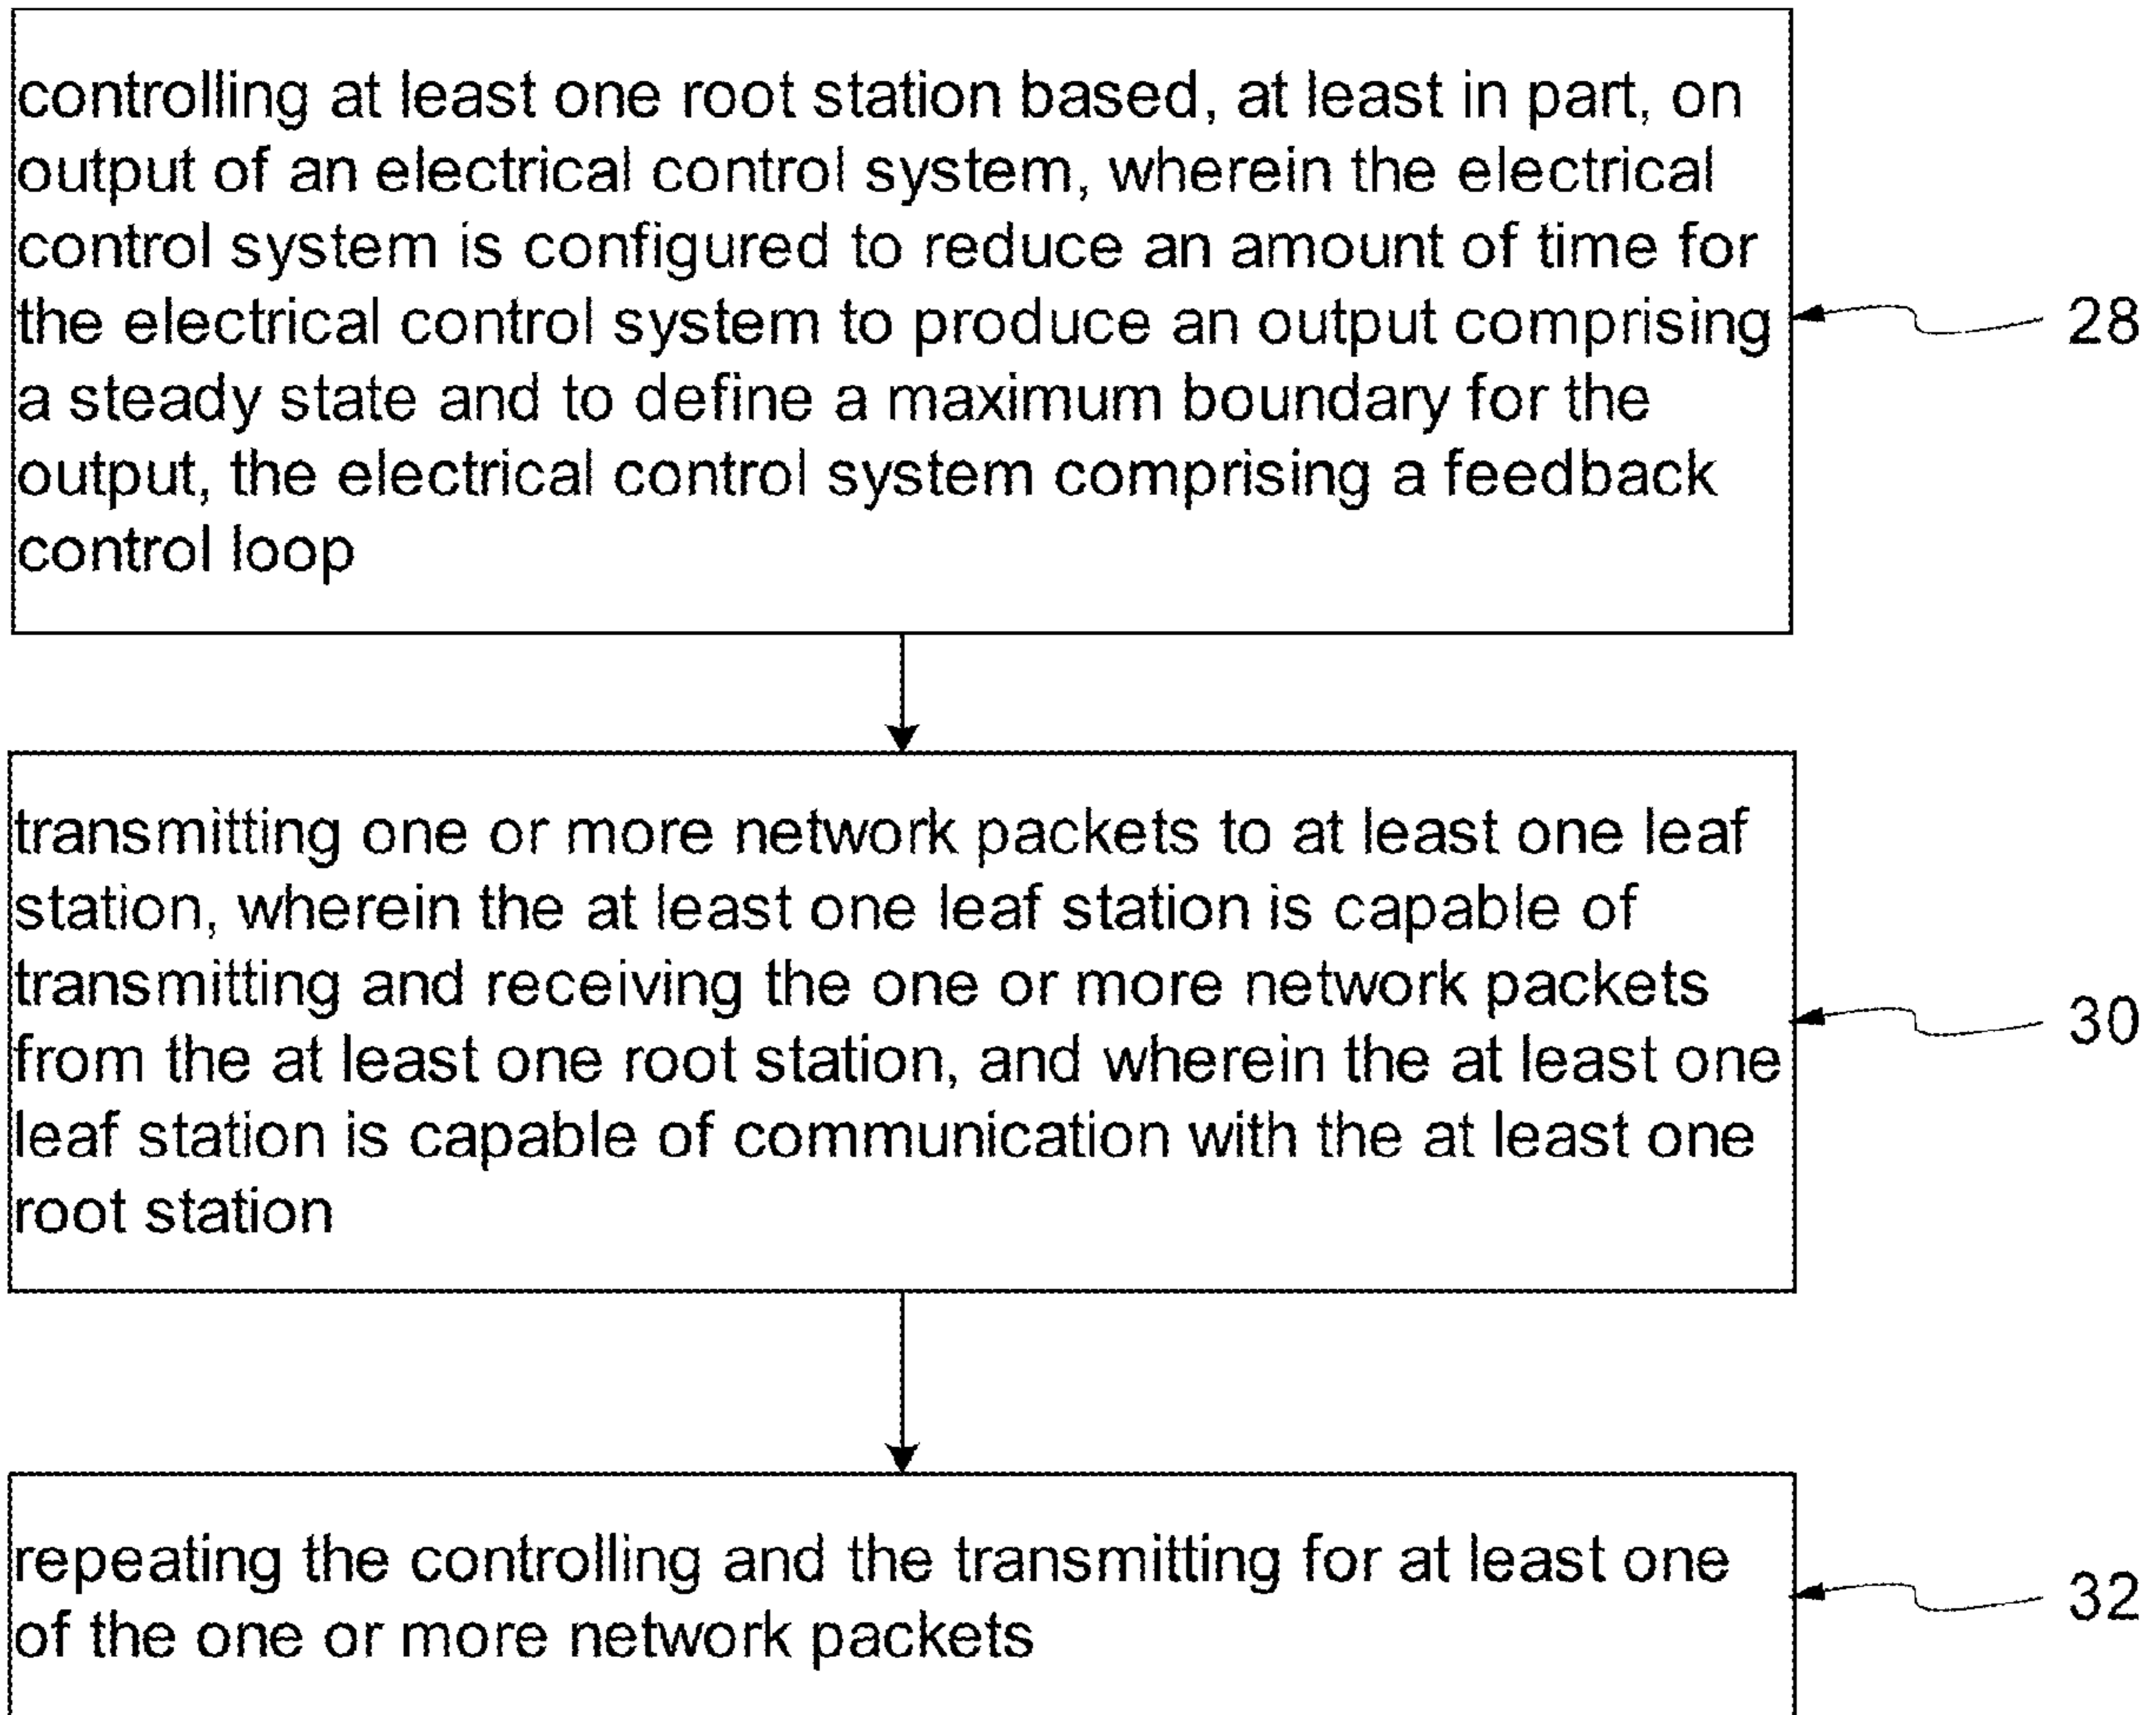 controlling at least one root station based, at least in part, on
output of an electrical control system, wherein the electrical
control system is configured to reduce an amount of time for
the electrical control system to produce an output comprising
a steady state and to define a maximum boundary for the
output, the electrical control system comprising a feedback
control loop
28
transmitting one or more network packets to at least one leaf
station, wherein the at least one leaf station is capable of
transmitting and receiving the one or more network packets
from the at least one root station, and wherein the at least one
leaf station is capable of communication with the at least one
root station
30
repeating the controlling and the transmitting for at least one
of the one or more network packets
32